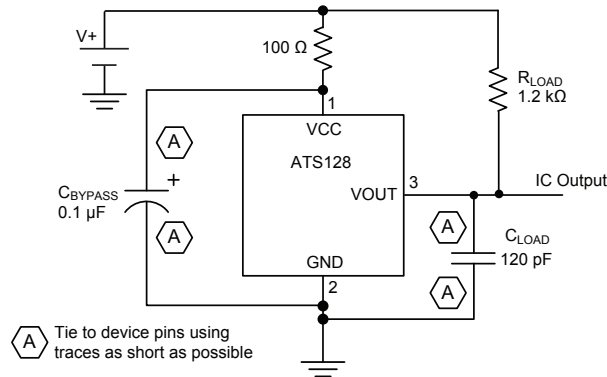 V+
100 Ω
R_LOAD
1.2 kΩ
1
A
VCC
ATS128
3
VOUT
IC Output
C_BYPASS
0.1 µF
+
A
A
C_LOAD
120 pF
A
GND
2
A
Tie to device pins using
traces as short as possible